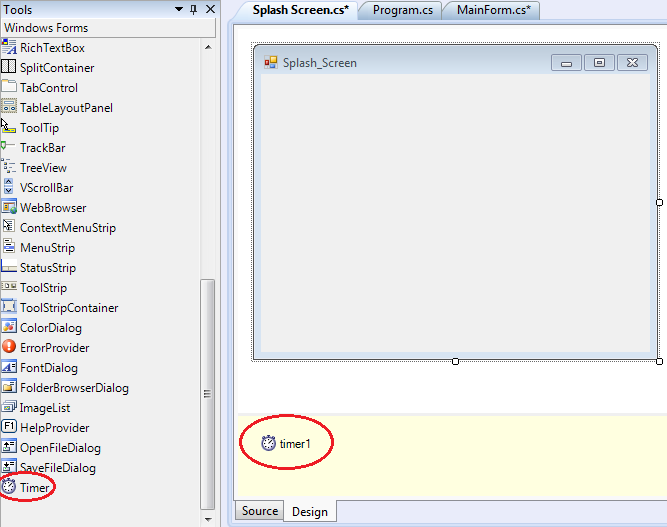 Tools
Windows Forms
RichTextBox
SplitContainer
TabControl
TableLayoutPanel
ToolTip
TrackBar
TreeView
VScrollBar
WebBrowser
ContextMenuStrip
MenuStrip
StatusStrip
ToolStrip
ToolStripContainer
ColorDialog
ErrorProvider
FontDialog
FolderBrowserDialog
ImageList
HelpProvider
OpenFileDialog
SaveFileDialog
Timer
Splash Screen.cs* Program.cs MainForm.cs*
Splash_Screen
timer1
Source Design